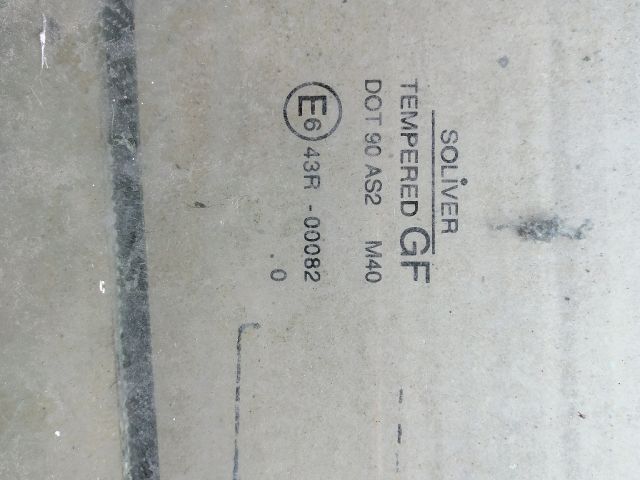 SOLiVER
TEMPERED GF
DOT 90 AS2 M40
E6 43R - 00082
0